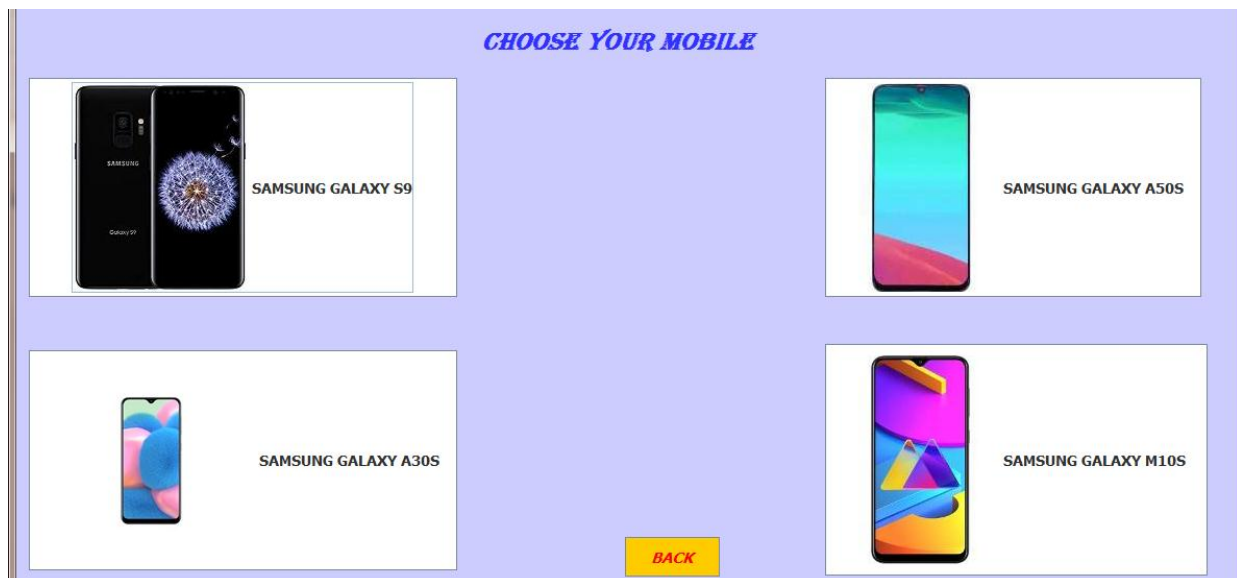 CHOOSE YOUR MOBILE
SAMSUNG
Galaxy S9
SAMSUNG GALAXY S9
SAMSUNG GALAXY A50S
SAMSUNG GALAXY A30S
SAMSUNG GALAXY M10S
BACK